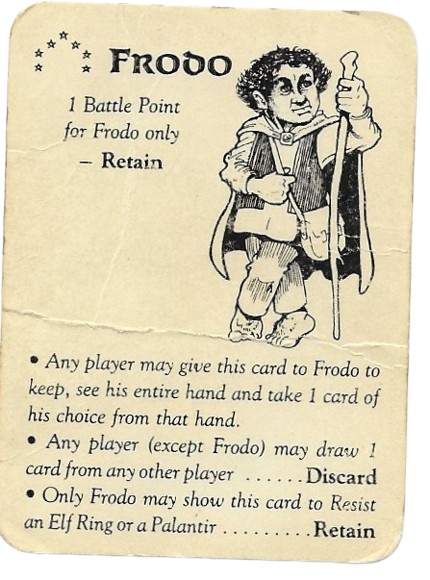 FRODO
1 Battle Point
for Frodo only
– Retain
• Any player may give this card to Frodo to
keep, see his entire hand and take 1 card of
his choice from that hand.
• Any player (except Frodo) may draw 1
card from any other player ......Discard
• Only Frodo may show this card to Resist
an Elf Ring or a Palantir .........Retain